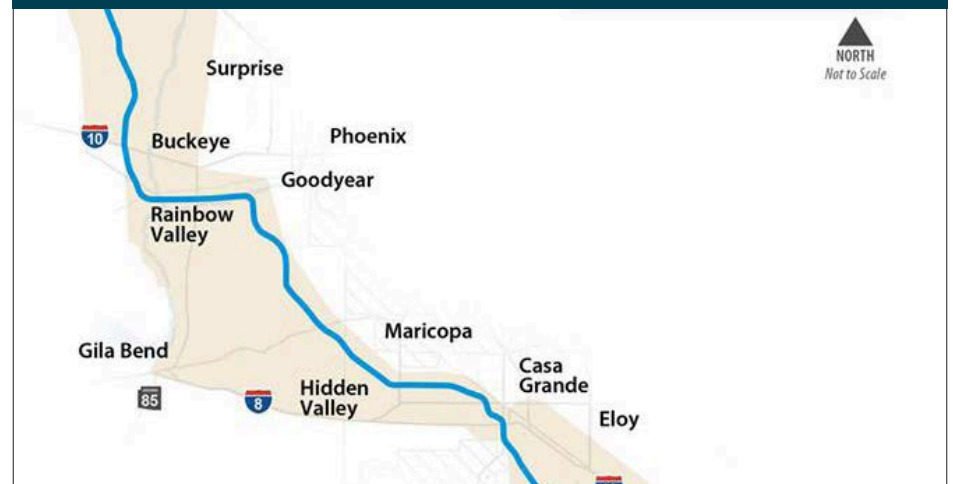 NORTH
Not to Scale
Surprise
10
Buckeye
Phoenix
Goodyear
Rainbow
Valley
Maricopa
Gila Bend
Casa
Grande
Hidden
Valley
85
8
Eloy